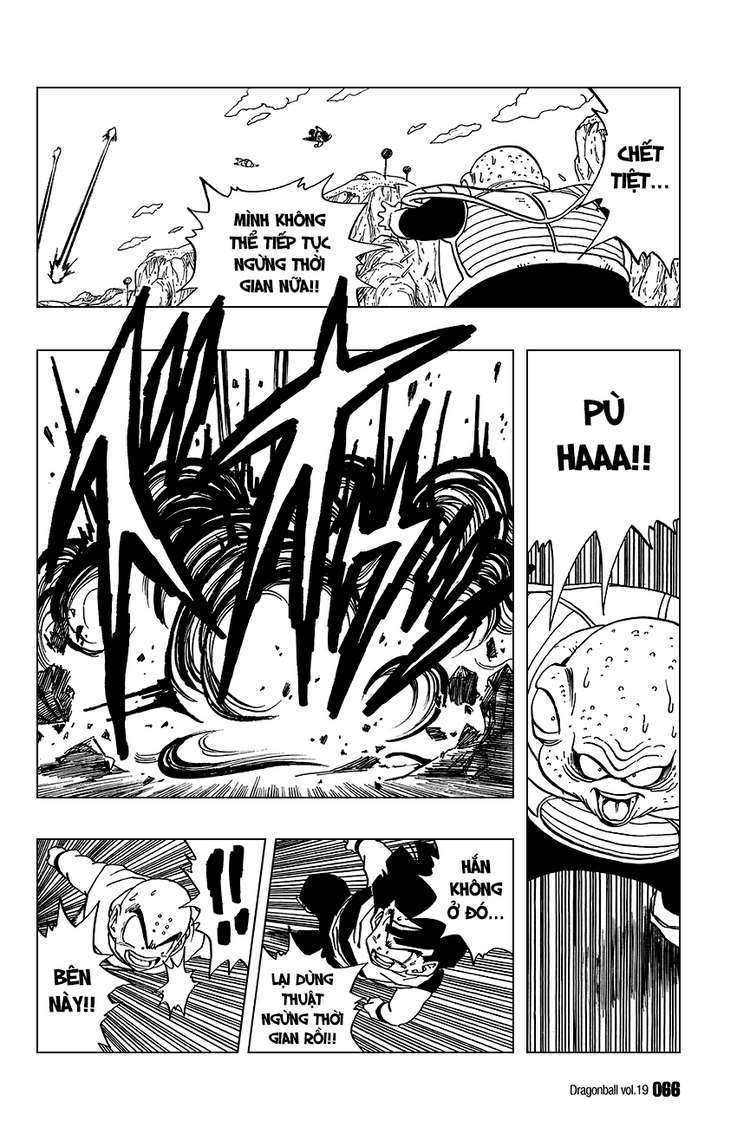 CHẾT
TIỆT...
MÌNH KHÔNG
THỂ TIẾP TỤC
NGỪNG THỜI
GIAN NỮA!!
PÙ
HAAA!!
HẮN
KHÔNG
Ở ĐÓ...
LẠI DÙNG
THUẬT
NGỪNG THỜI
GIAN RỒI!!
!!
BÊN
NÀY!!
Dragonball vol.19 066